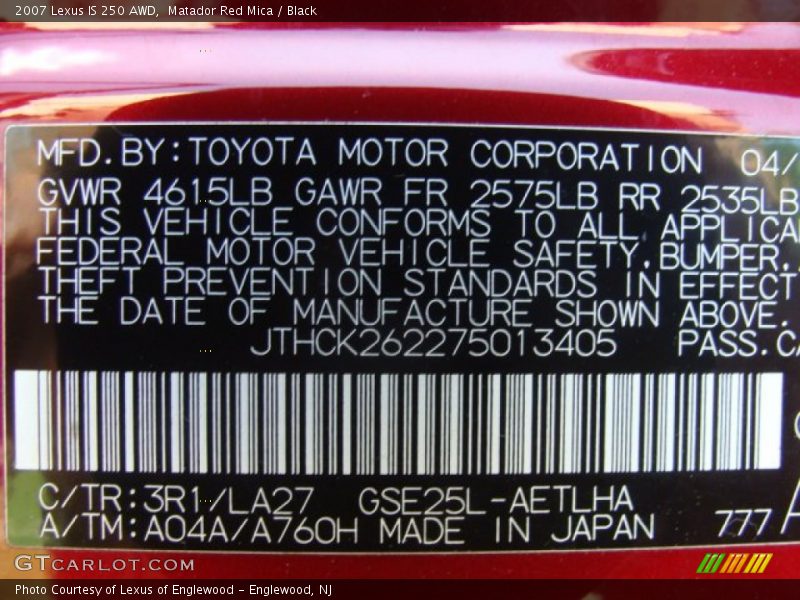 2007 Lexus IS 250 AWD, Matador Red Mica / Black
MFD.BY:TOYOTA MOTOR CORPORATION 04/
GVWR 4615LB GAWR FR 2575LB RR 2535LB
THIS VEHICLE CONFORMS TO ALL APPLICA
FEDERAL MOTOR VEHICLE SAFETY,BUMPER,
THEFT PREVENTION STANDARDS IN EFFECT
THE DATE OF MANUFACTURE SHOWN ABOVE.
JTHCK262275013405 PASS.CA
C/TR:3R1/LA27 GSE25L-AETLHA
A/TM:A04A/A760H MADE IN JAPAN 777
GTCARLOT.COM
Photo Courtesy of Lexus of Englewood - Englewood, NJ